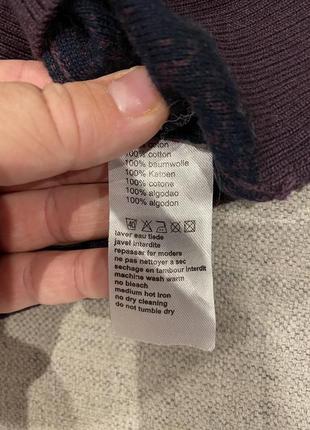 coton
100% cotton
100% baumwolle
100% Katoen
100% cotone
100% algodao
100% algodon
40
laver eau tiede
javel interdite
repasser fer moders
ne pas nettoyer a sec
sechage en tambour interdit
machine wash warm
no bleach
medium hot iron
no dry cleaning
do not tumble dry